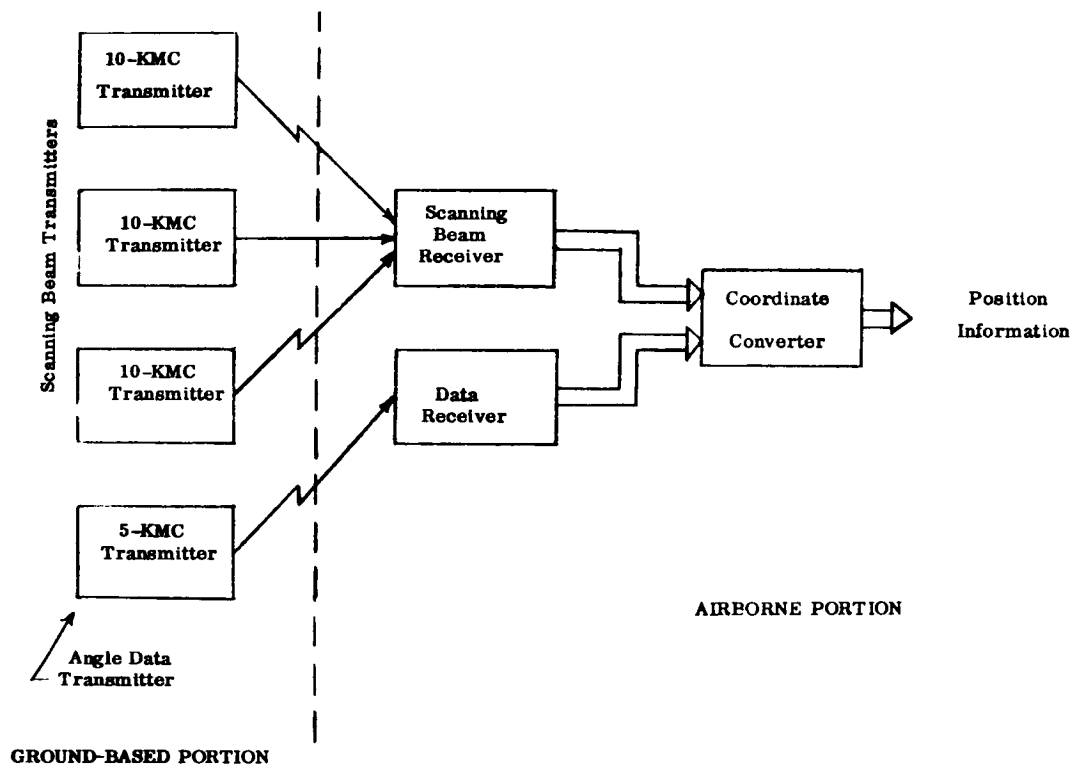 10-KMC
Transmitter
Scanning Beam Transmitters
10-KMC
Transmitter
10-KMC
Transmitter
5-KMC
Transmitter
Angle Data
Transmitter
GROUND-BASED PORTION
Scanning
Beam
Receiver
Data
Receiver
Coordinate
Converter
Position
Information
AIRBORNE PORTION